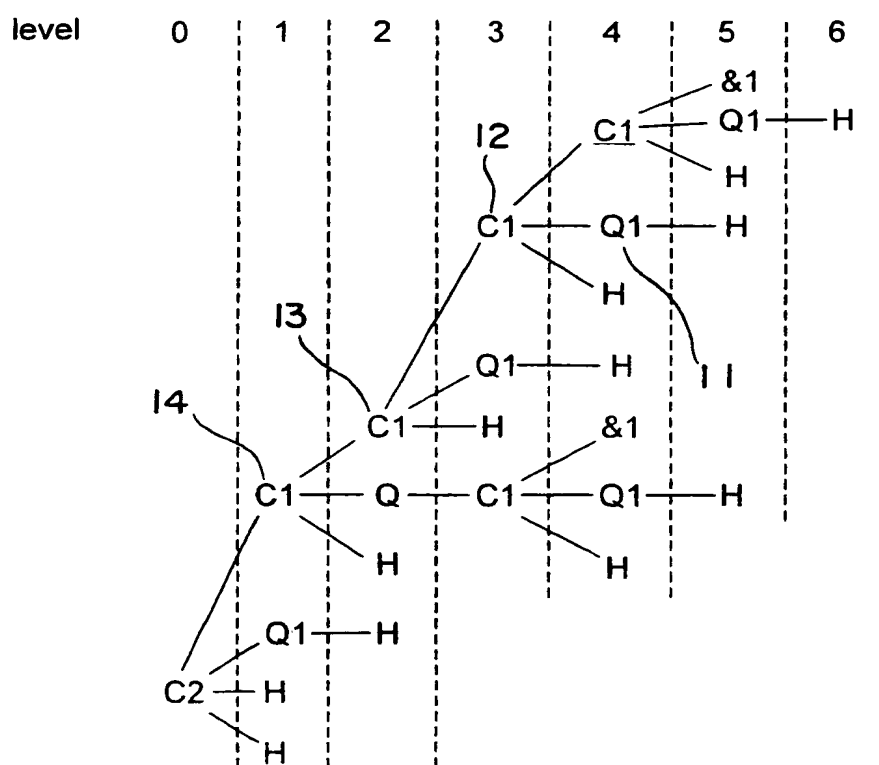 level 0 1 2 3 4 5 6
&1
C1 Q1 H
12
H
C1 Q1 H
H
13
Q1 H
11
14
C1 H
&1
C1 Q C1 Q1 H
H H
Q1 H
C2 H
H